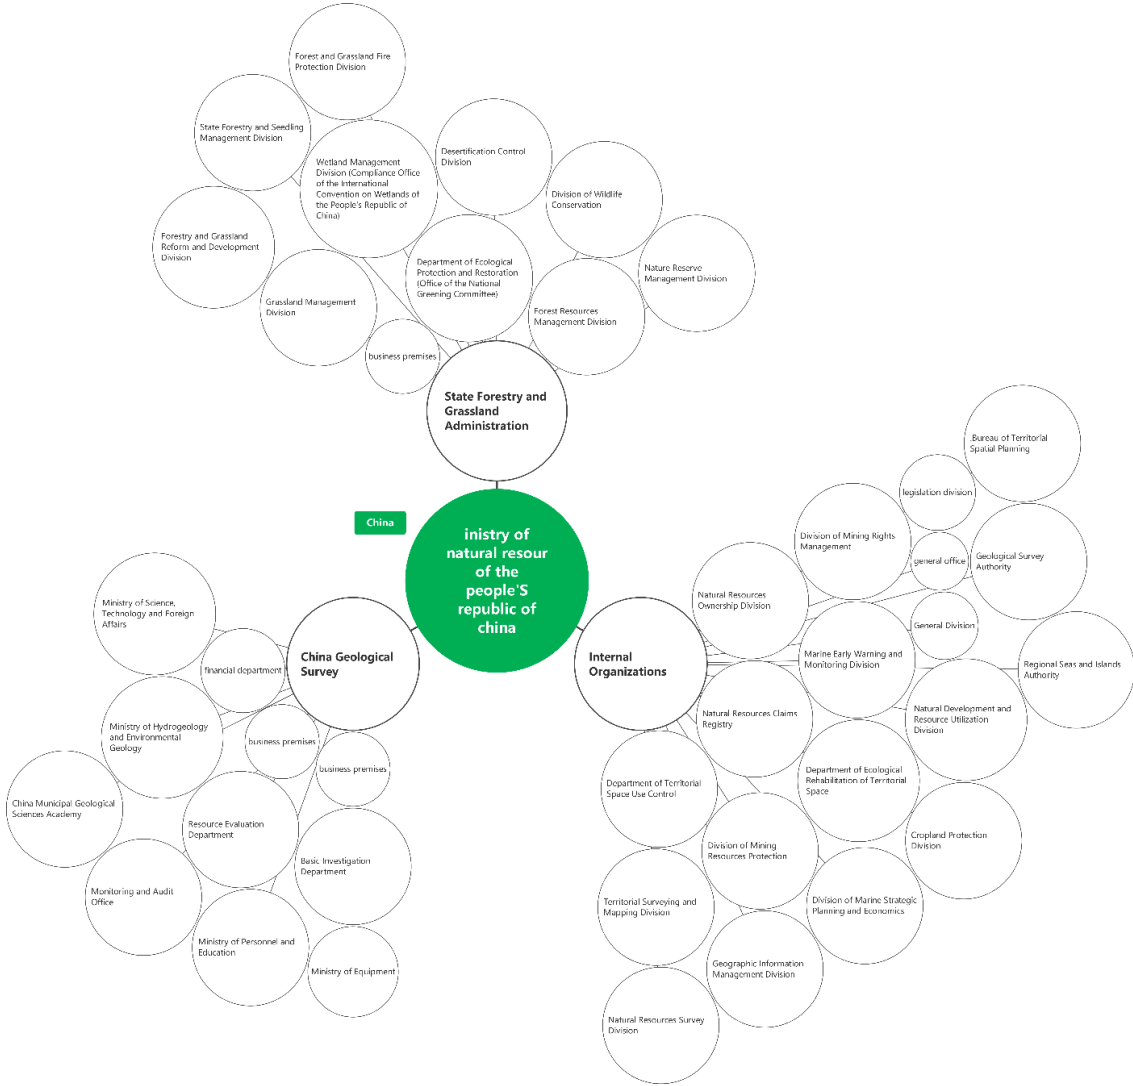 Forest and Grassland Fire
Protection Division
State Forestry and Seedling
Management Division
Desertification Control
Division
Wetland Management
Division (Compliance Office
of the International
Convention on Wetlands of
the People's Republic of
China)
Division of Wildlife
Conservation
Forestry and Grassland
Reform and Development
Division
Department of Ecological
Protection and Restoration
(Office of the National
Greening Committee)
Nature Reserve
Management Division
Grassland Management
Division
Forest Resources
Management Division
business premises
State Forestry and
Grassland
Administration
China
inistry of
natural resour
of the
people'S
republic of
china
.Bureau of Territorial
Spatial Planning
legislation division
Division of Mining Rights
Management
general office
Geological Survey
Authority
Natural Resources
Ownership Division
General Division
Marine Early Warning and
Monitoring Division
Regional Seas and Islands
Authority
Internal
Organizations
Natural Resources Claims
Registry
Natural Development and
Resource Utilization
Division
Department of Territorial
Space Use Control
Department of Ecological
Rehabilitation of Territorial
Space
Division of Mining
Resources Protection
Cropland Protection
Division
Territorial Surveying and
Mapping Division
Division of Marine Strategic
Planning and Economics
Geographic Information
Management Division
Natural Resources Survey
Division
Ministry of Science,
Technology and Foreign
Affairs
financial department
China Geological
Survey
Ministry of Hydrogeology
and Environmental
Geology
business premises
business premises
China Municipal Geological
Sciences Academy
Resource Evaluation
Department
Basic Investigation
Department
Monitoring and Audit
Office
Ministry of Personnel and
Education
Ministry of Equipment